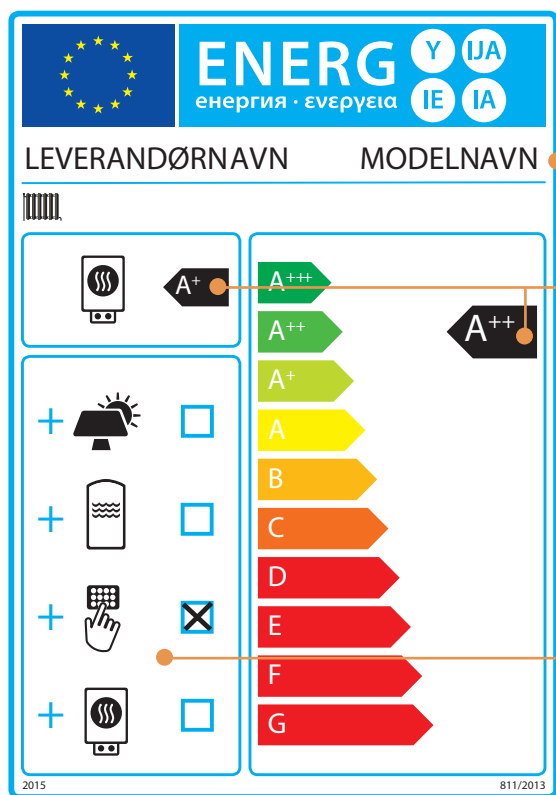 ENERG Y IJA
енергия · ενεργεια IE IA
LEVERANDØRNAVN MODELNAVN
A+
A+++
A++
A++
A+
A
B
C
D
E
F
G
2015 811/2013